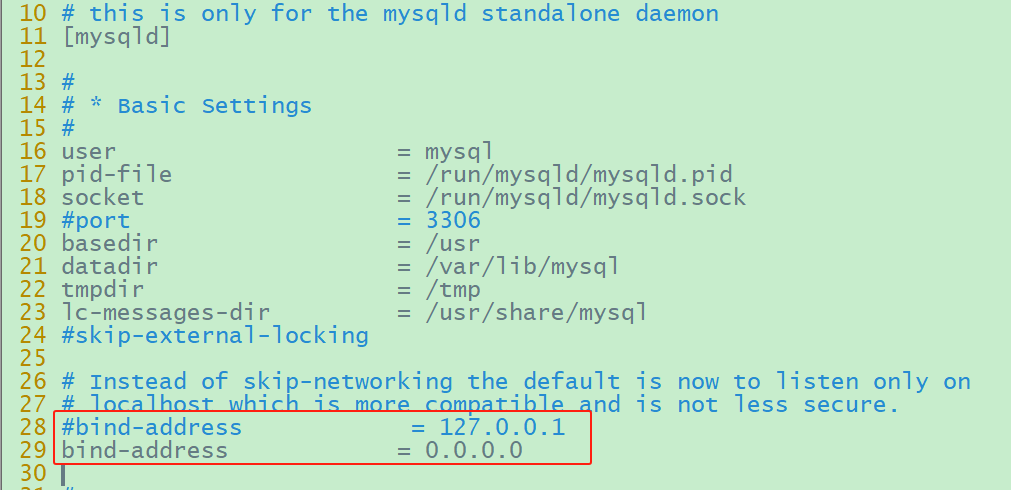 10 # this is only for the mysqld standalone daemon
11 [mysqld]
12
13 #
14 # * Basic Settings
15 #
16 user                    = mysql
17 pid-file                = /run/mysqld/mysqld.pid
18 socket                  = /run/mysqld/mysqld.sock
19 #port                   = 3306
20 basedir                 = /usr
21 datadir                 = /var/lib/mysql
22 tmpdir                  = /tmp
23 lc-messages-dir         = /usr/share/mysql
24 #skip-external-locking
25
26 # Instead of skip-networking the default is now to listen only on
27 # localhost which is more compatible and is not less secure.
28 #bind-address            = 127.0.0.1
29 bind-address            = 0.0.0.0
30
31 #